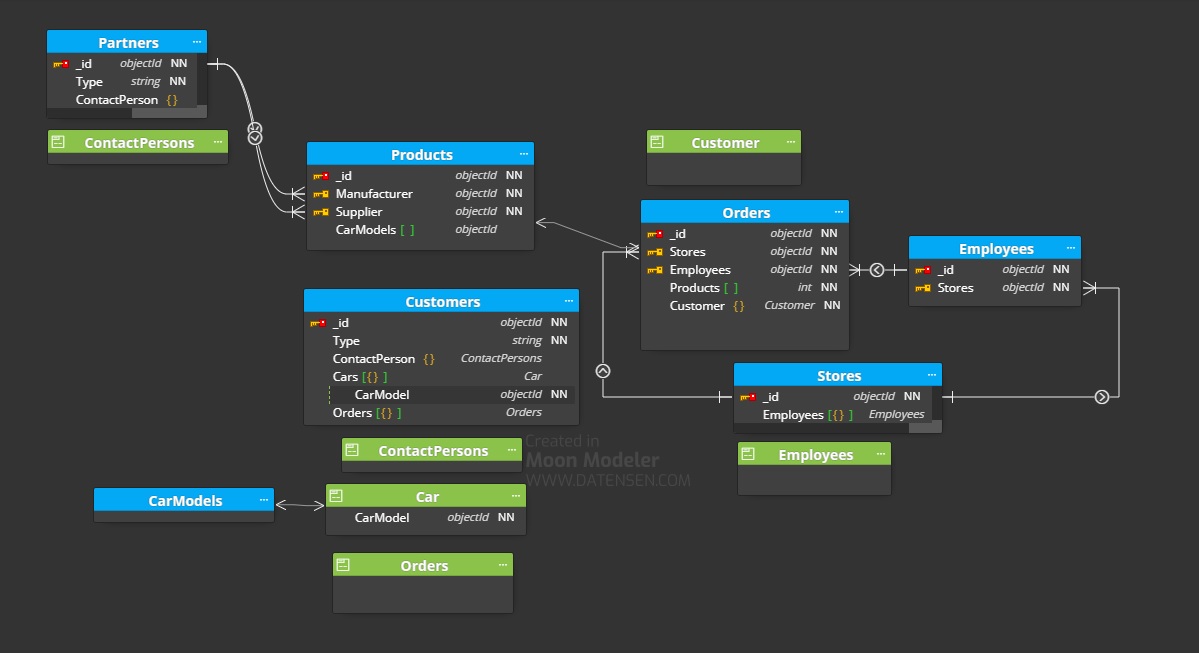 Partners ...
_id objectId NN
Type string NN
ContactPerson {}
ContactPersons ...
Products ...
_id objectId NN
Manufacturer objectId NN
Supplier objectId NN
CarModels [ ] objectId
Customer ...
Orders ...
_id objectId NN
Stores objectId NN
Employees objectId NN
Products [ ] int NN
Customer {} Customer NN
Employees ...
_id objectId NN
Stores objectId NN
Customers ...
_id objectId NN
Type string NN
ContactPerson {} ContactPersons
Cars [{} ] Car
CarModel objectId NN
Orders [{} ] Orders
Stores ...
_id objectId NN
Employees [{} ] Employees
ContactPersons ...
Employees ...
Created in
Moon Modeler
WWW.DATENSEN.COM
CarModels ...
Car ...
CarModel objectId NN
Orders ...